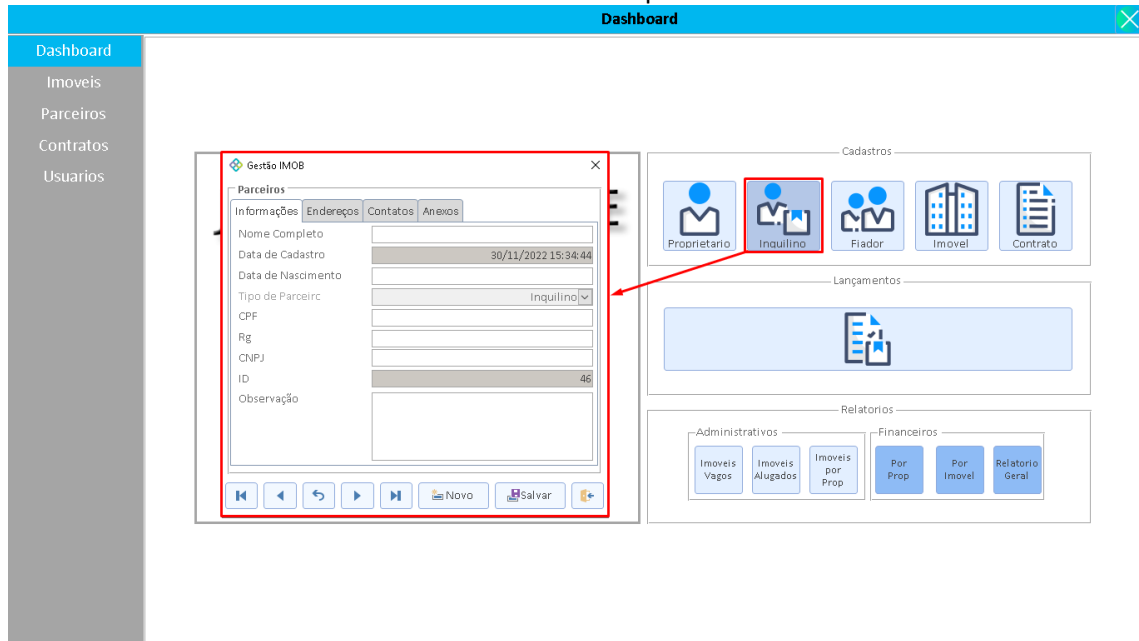 Dashboard
Dashboard
Imoveis
Parceiros
Contratos
Usuarios
Gestão IMOB
Parceiros
Informações Endereços Contatos Anexos
Nome Completo
Data de Cadastro 30/11/2022 15:34:44
Data de Nascimento
Tipo de Parceirc Inquilino
CPF
Rg
CNPJ
ID 46
Observação
Novo Salvar
Cadastros
Proprietario Inquilino Fiador Imovel Contrato
Lançamentos
Relatorios
Administrativos Financeiros
Imoveis Vagos
Imoveis Alugados
Imoveis por Prop
Por Prop
Por Imovel
Relatorio Geral